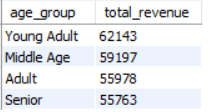 age_group total_revenue
Young Adult 62143
Middle Age 59197
Adult 55978
Senior 55763